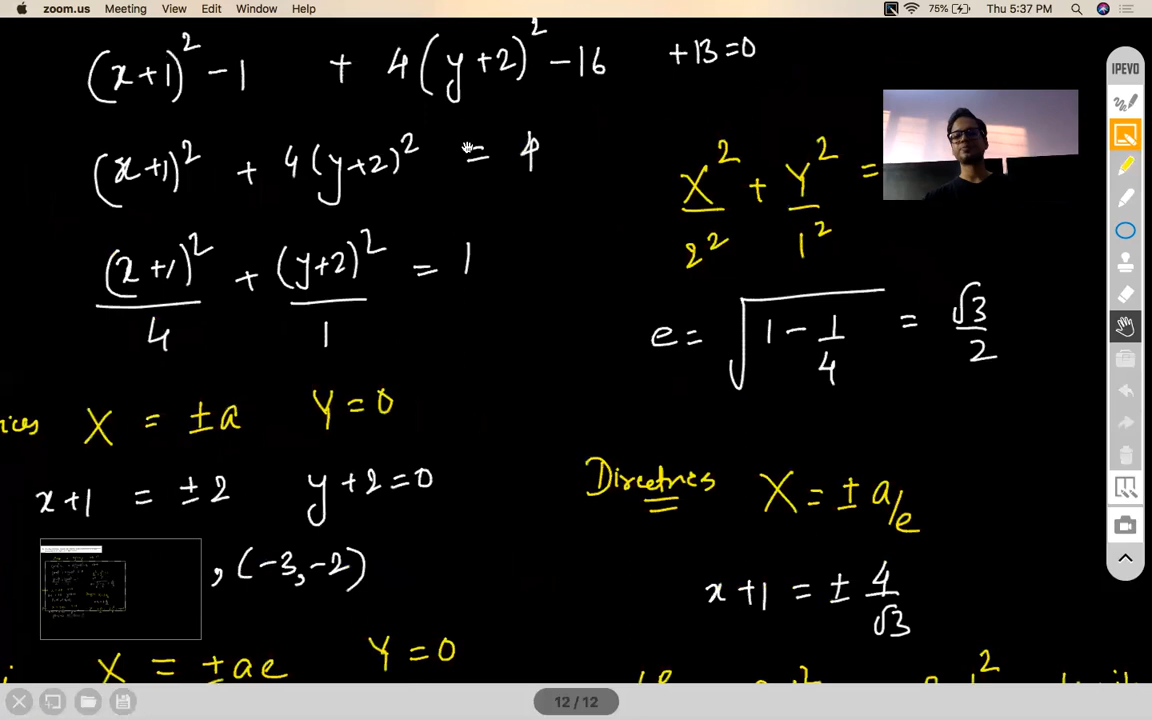 zoom.us Meeting View Edit Window Help 75% Thu 5:37 PM
IPEVO
(x+1)² -1 + 4(y+2)² -16 +13=0
(x+1)² + 4(y+2)² = 4
(x+1)²/4 + (y+2)²/1 = 1
X²/2² + Y²/1² =
e = √(1 - 1/4) = √3/2
ices X = ±a Y=0
x+1 = ±2 y+2=0
, (-3,-2)
Directrices X = ± a/e
x+1 = ± 4/√3
X = ±ae Y=0
12 / 12